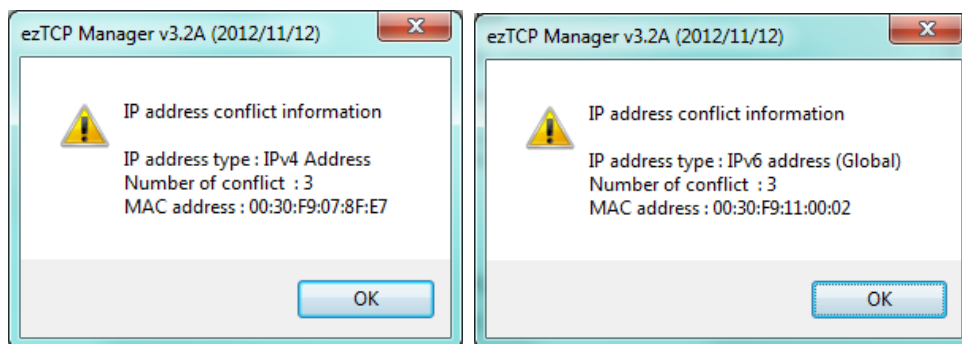 ezTCP Manager v3.2A (2012/11/12)
IP address conflict information
IP address type : IPv4 Address
Number of conflict : 3
MAC address : 00:30:F9:07:8F:E7
OK
ezTCP Manager v3.2A (2012/11/12)
IP address conflict information
IP address type : IPv6 address (Global)
Number of conflict : 3
MAC address : 00:30:F9:11:00:02
OK